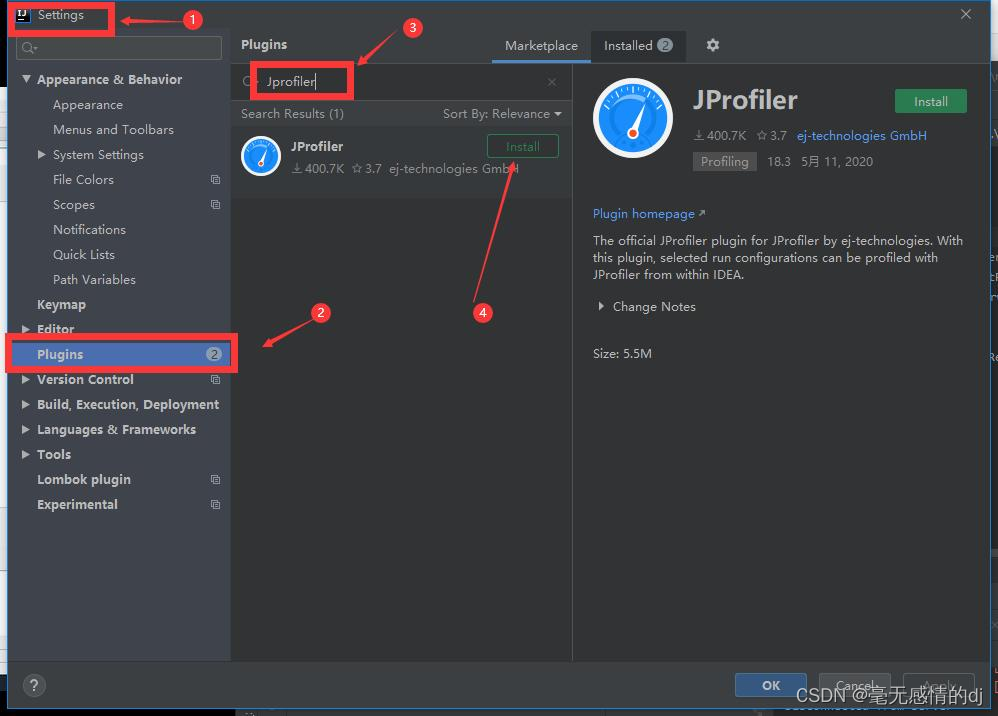 Settings
1
3
Plugins
Marketplace
Installed 2
Jprofiler
Appearance & Behavior
Appearance
Menus and Toolbars
System Settings
File Colors
Scopes
Notifications
Quick Lists
Path Variables
Keymap
Editor
Plugins 2
Version Control
Build, Execution, Deployment
Languages & Frameworks
Tools
Lombok plugin
Experimental
2
Search Results (1)
Sort By: Relevance
JProfiler
Install
400.7K 3.7 ej-technologies GmbH
4
JProfiler
Install
400.7K 3.7 ej-technologies GmbH
Profiling 18.3 5月 11, 2020
Plugin homepage
The official JProfiler plugin for JProfiler by ej-technologies. With
this plugin, selected run configurations can be profiled with
JProfiler from within IDEA.
Change Notes
Size: 5.5M
?
OK
Cancel
Apply
CSDN @毫无感情的dj